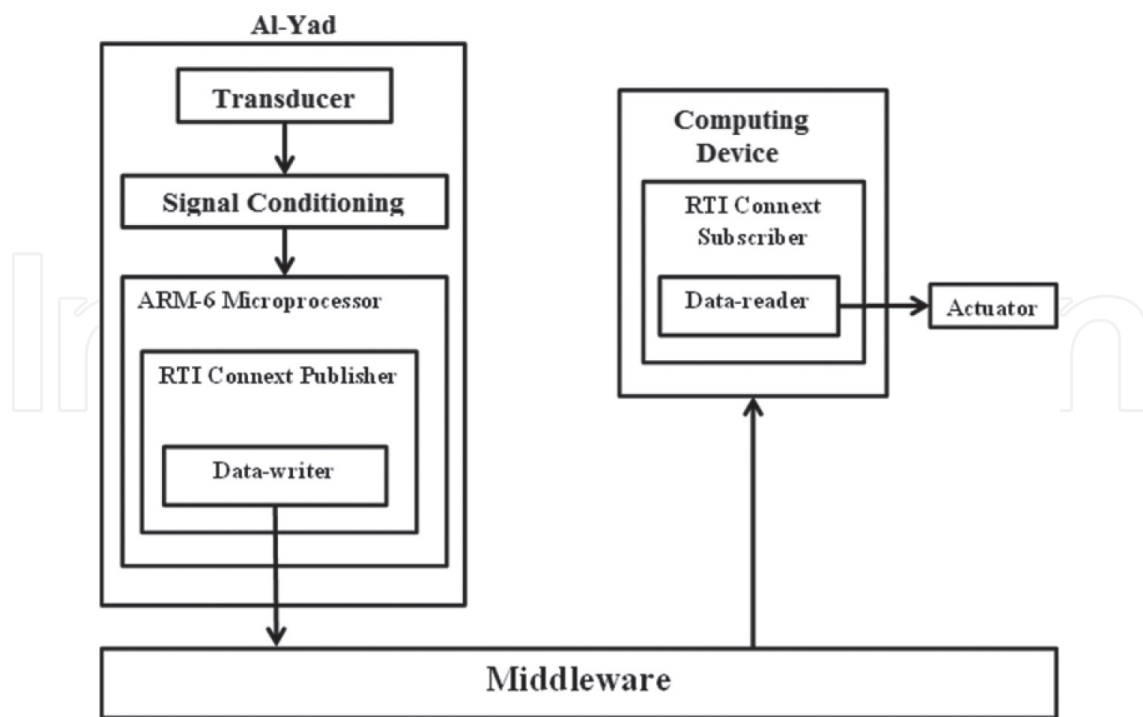 Al-Yad
Transducer
Signal Conditioning
ARM-6 Microprocessor
RTI Connext Publisher
Data-writer
Computing
Device
RTI Connext
Subscriber
Data-reader
Actuator
Middleware